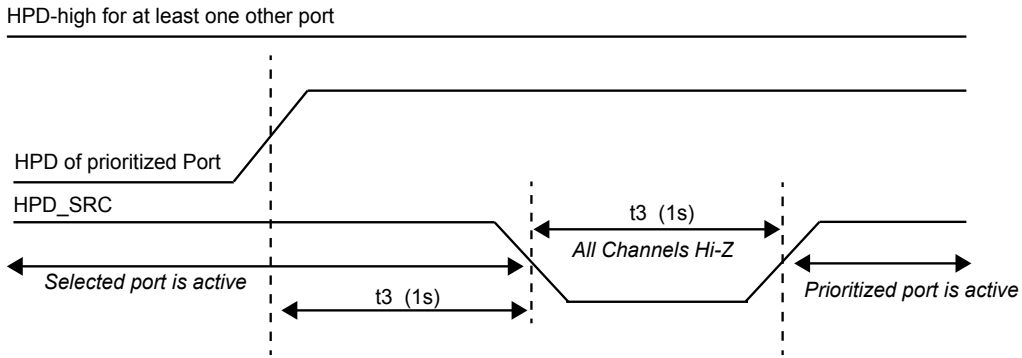 HPD-high for at least one other port
HPD of prioritized Port
HPD_SRC
t3 (1s)
All Channels Hi-Z
Selected port is active
t3 (1s)
Prioritized port is active